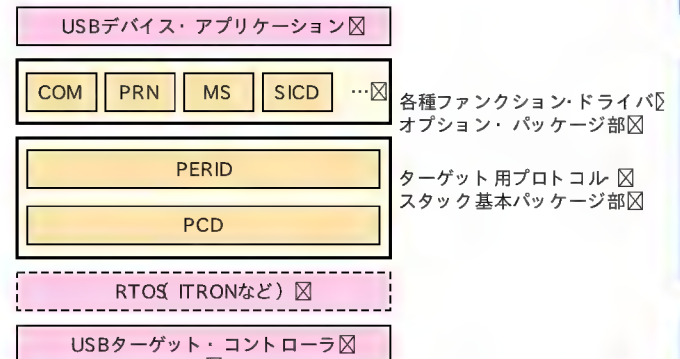 USBデバイス・アプリケーション
COM PRN MS SICD …
各種ファンクション・ドライバ
オプション・パッケージ部
PERID
ターゲット用プロトコル・
スタック基本パッケージ部
PCD
RTOS(ITRONなど)
USBターゲット・コントローラ